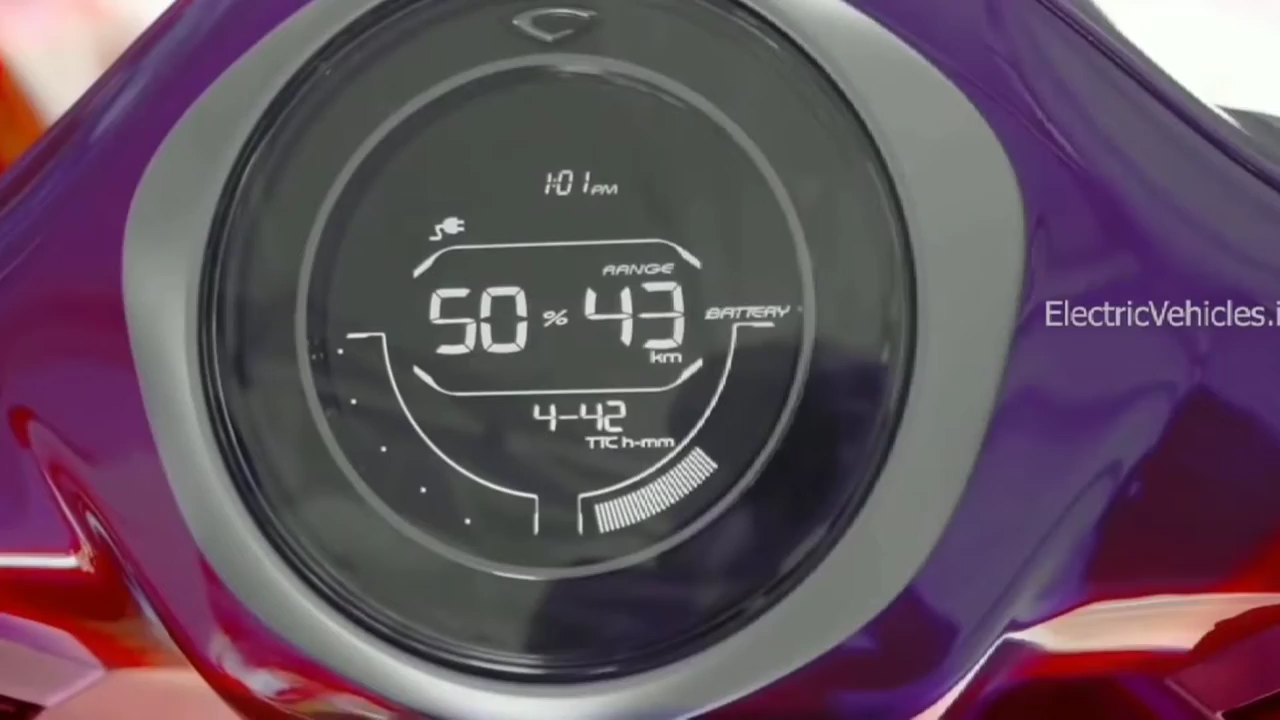 1:01 PM
RANGE
50 % 43
BATTERY
km
4-42
TTC h-mm
ElectricVehicles.i